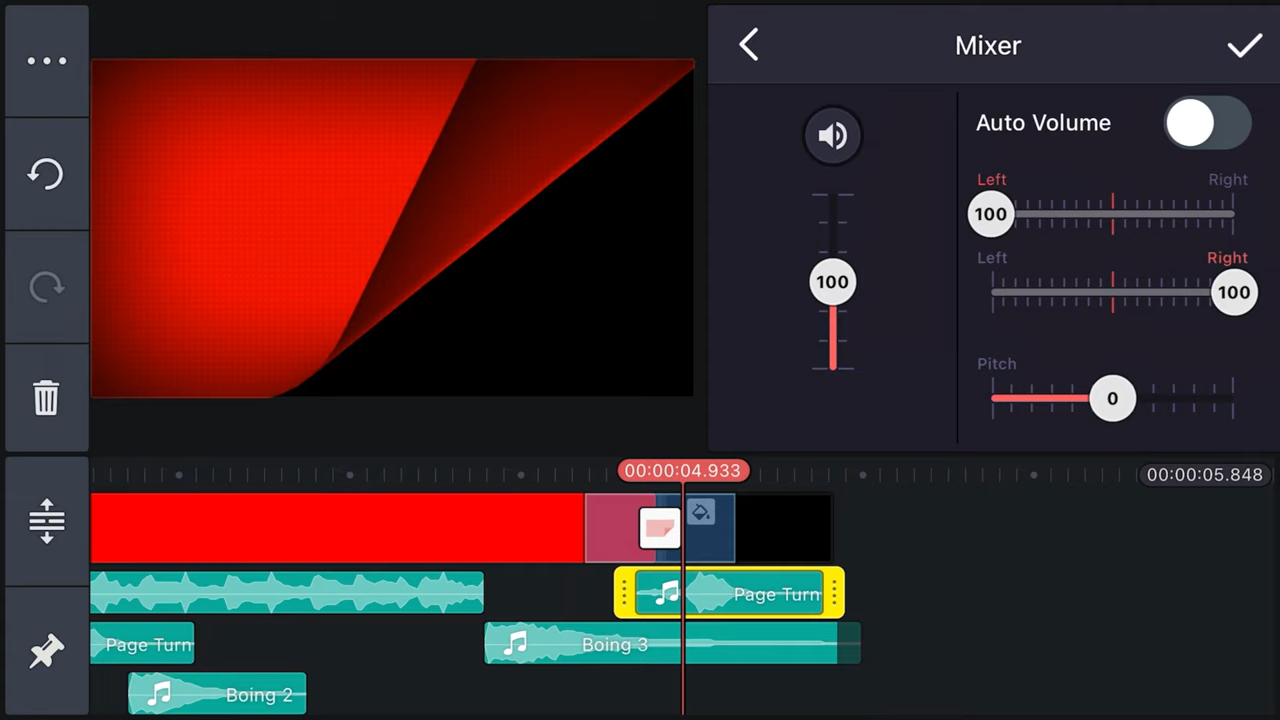 Mixer
Auto Volume
Left Right
100
Left Right
100
100
Pitch
0
00:00:04.933
00:00:05.848
Page Turn
Page Turn
Boing 3
Boing 2